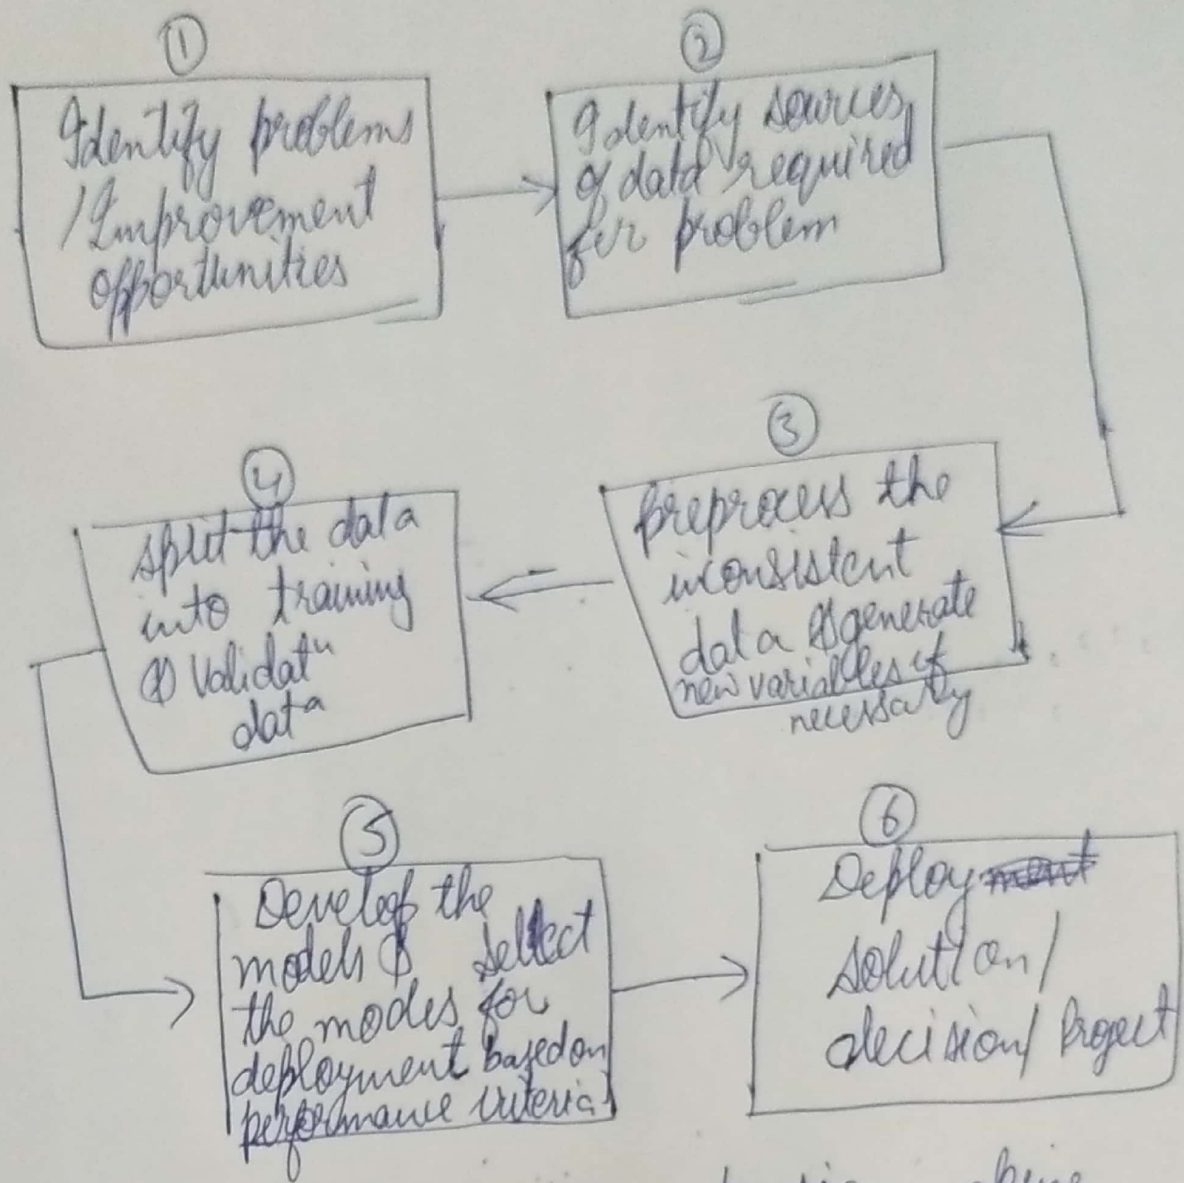 ①
Identify problems
/Improvement
opportunities
②
Identify sources
of data required
for problem
③
preprocess the
inconsistent
data & generate
new variables if
necessary
④
split the data
into training
& Validatn
data
⑤
Develop the
models & select
the modes for
deployment based on
performance criteria
⑥
Deploy
solution/
decision/ Project